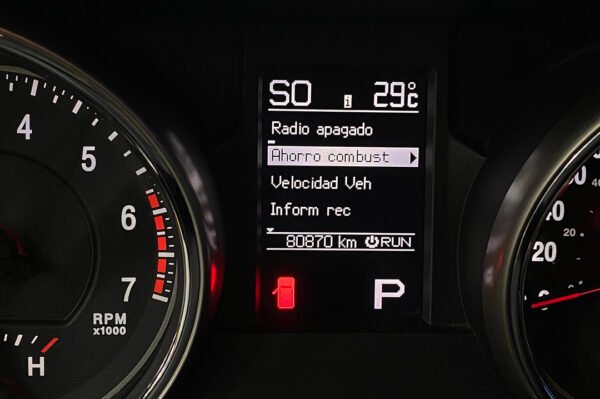 SO i 29°C
Radio apagado
Ahorro combust
Velocidad Veh
Inform rec
80870 km RUN
P
4
5
6
7
RPM
x1000
H
40
20
20